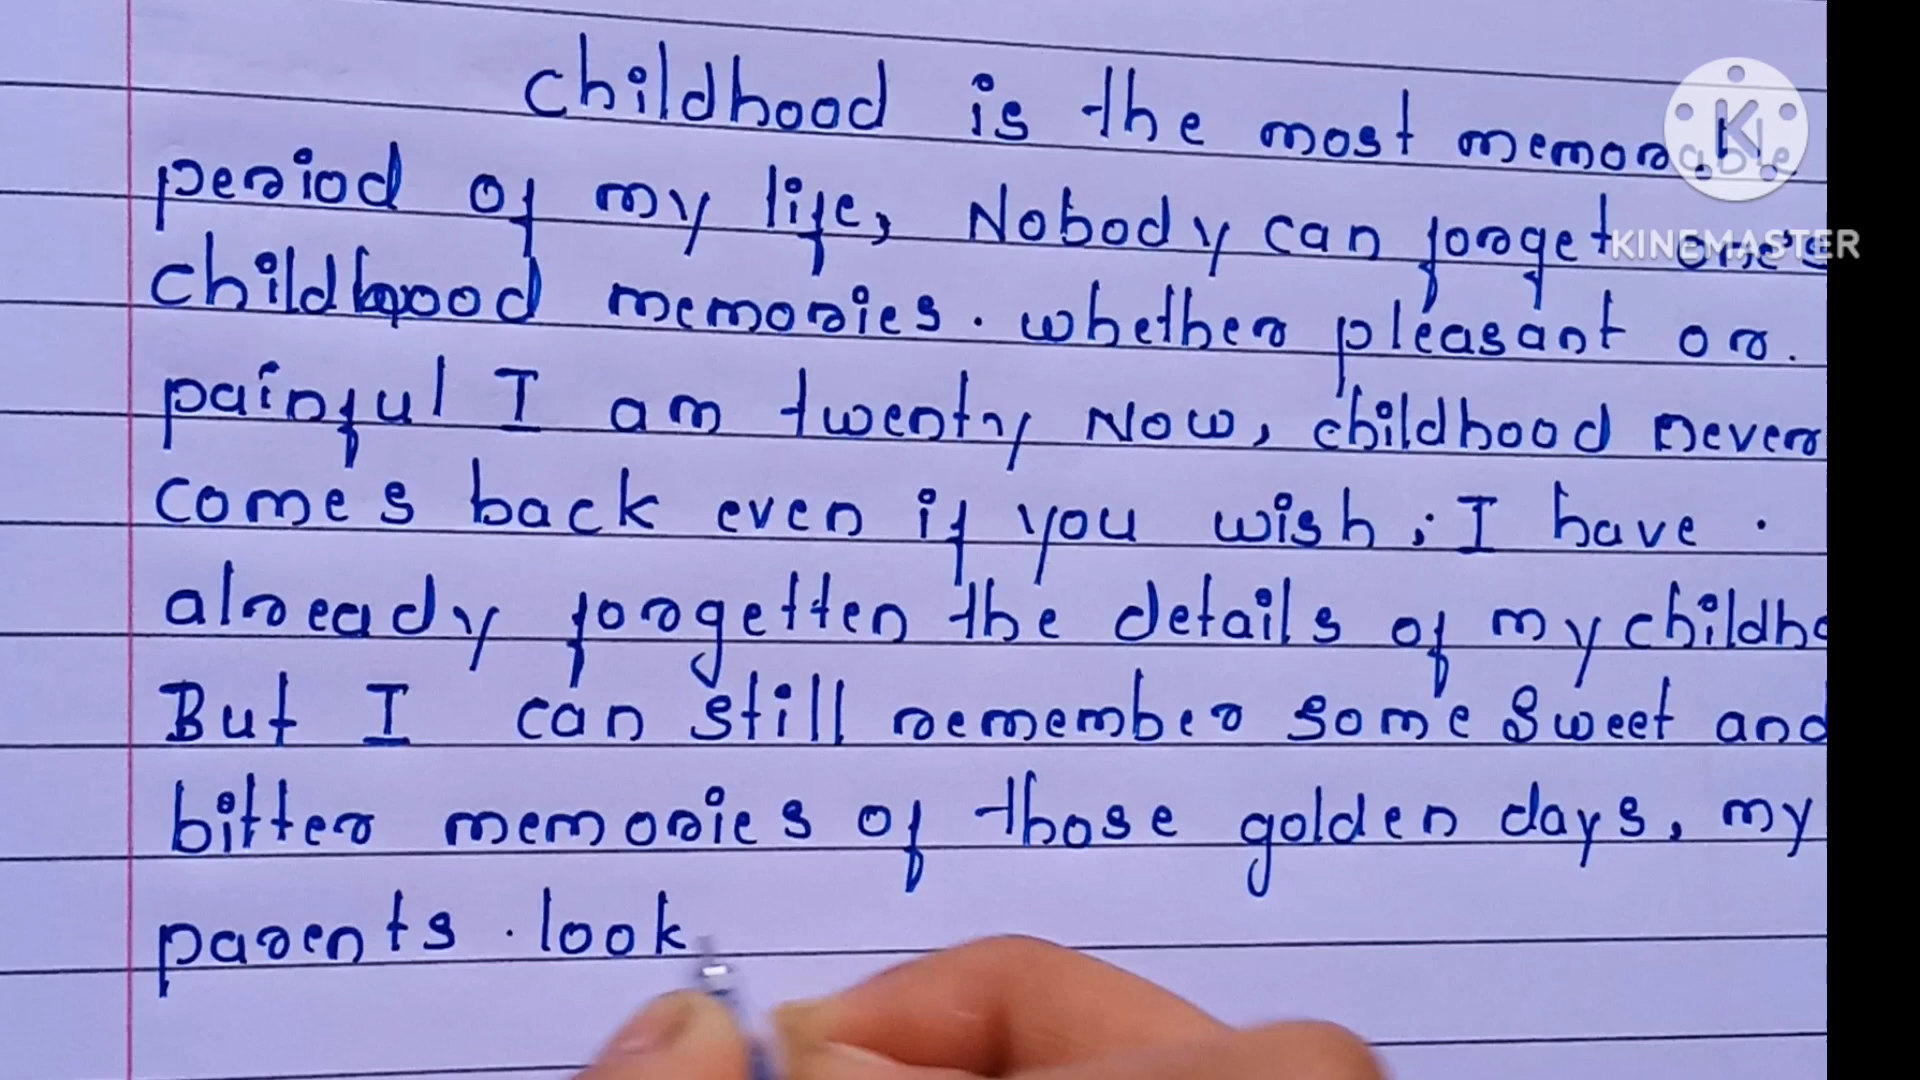 childhood is the most memorable
period of my life, Nobody can forget one's
childhood memories. whether pleasant or.
painful I am twenty Now, childhood never
comes back even if you wish; I have .
already forgetten the details of my childho
But I can still remember some Sweet and
bitter memories of those golden days, my
parents . look
KINEMASTER